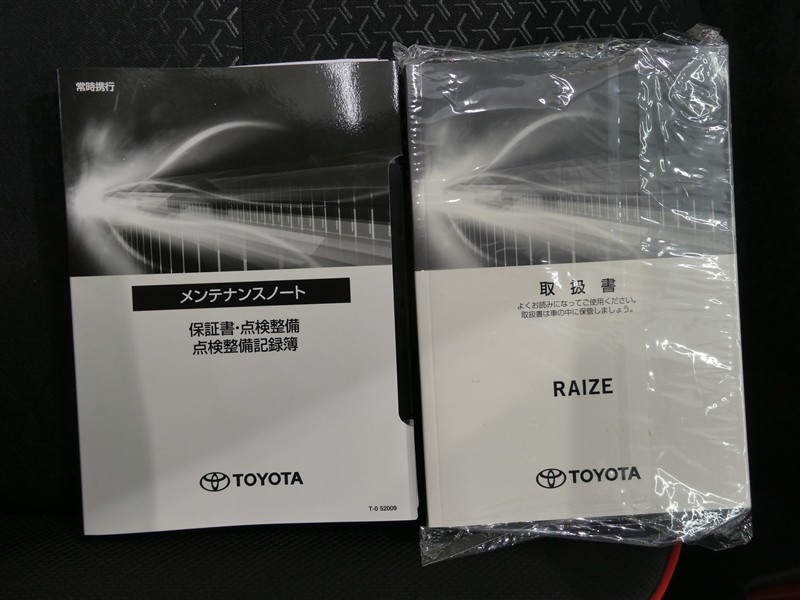 常時携行
メンテナンスノート
保証書・点検整備
点検整備記録簿
TOYOTA
T-0 52009
取扱書
よくお読みになってご使用ください。
取扱書は車の中に保管しましょう。
RAIZE
TOYOTA